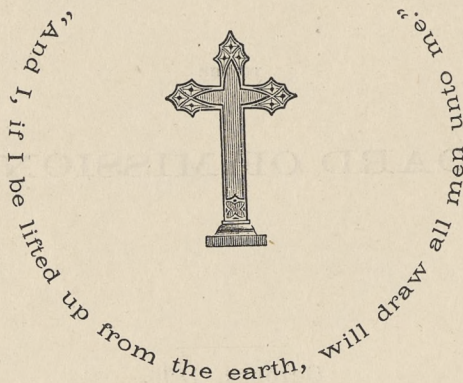 "And I, if I be lifted up from the earth, will draw all men unto me."